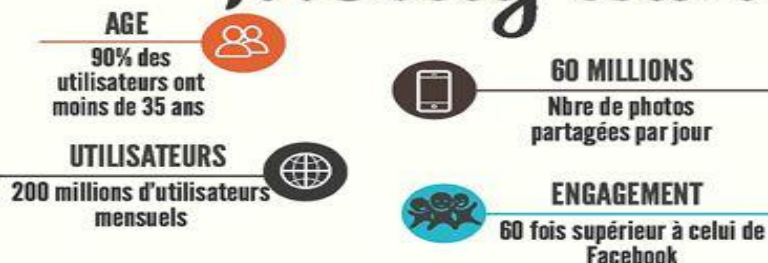 AGE
90% des
utilisateurs ont
moins de 35 ans
UTILISATEURS
200 millions d'utilisateurs
mensuels
60 MILLIONS
Nbre de photos
partagées par jour
ENGAGEMENT
60 fois supérieur à celui de
Facebook